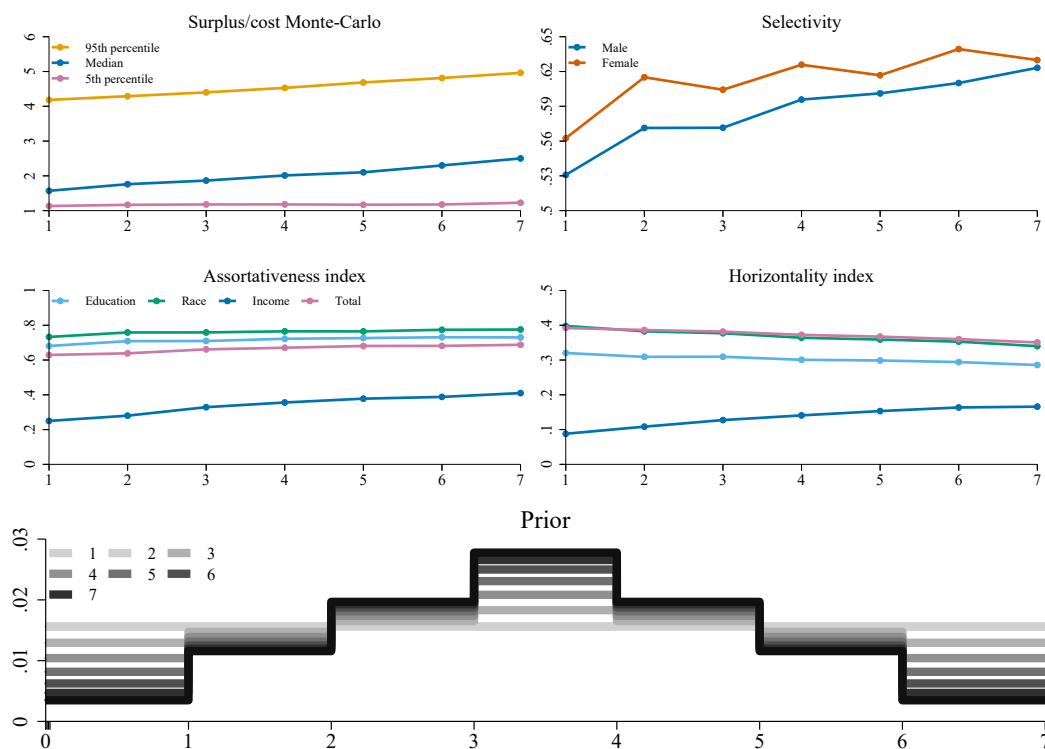 Surplus/cost Monte-Carlo
6
5
4
3
2
1
95th percentile
Median
5th percentile
1 2 3 4 5 6 7
Selectivity
.65
.62
.59
.56
.53
.5
Male
Female
1 2 3 4 5 6 7
Assortativeness index
1
.8
.6
.4
.2
0
Education Race Income Total
1 2 3 4 5 6 7
Horizontality index
.5
.4
.3
.2
.1
0
1 2 3 4 5 6 7
Prior
.03
.02
.01
0
1 2 3
4 5 6
7
0 1 2 3 4 5 6 7